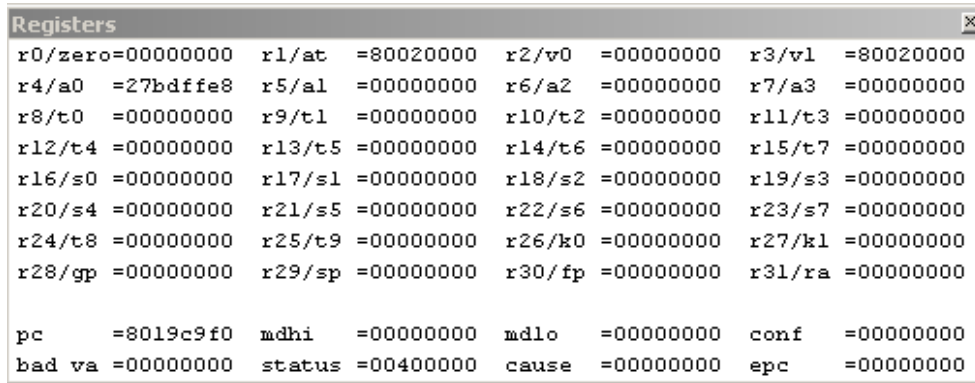 Registers
r0/zero=00000000 r1/at =80020000 r2/v0 =00000000 r3/v1 =80020000
r4/a0 =27bdffe8 r5/a1 =00000000 r6/a2 =00000000 r7/a3 =00000000
r8/t0 =00000000 r9/t1 =00000000 r10/t2 =00000000 r11/t3 =00000000
r12/t4 =00000000 r13/t5 =00000000 r14/t6 =00000000 r15/t7 =00000000
r16/s0 =00000000 r17/s1 =00000000 r18/s2 =00000000 r19/s3 =00000000
r20/s4 =00000000 r21/s5 =00000000 r22/s6 =00000000 r23/s7 =00000000
r24/t8 =00000000 r25/t9 =00000000 r26/k0 =00000000 r27/k1 =00000000
r28/gp =00000000 r29/sp =00000000 r30/fp =00000000 r31/ra =00000000
pc =8019c9f0 mdhi =00000000 mdlo =00000000 conf =00000000
bad va =00000000 status =00400000 cause =00000000 epc =00000000